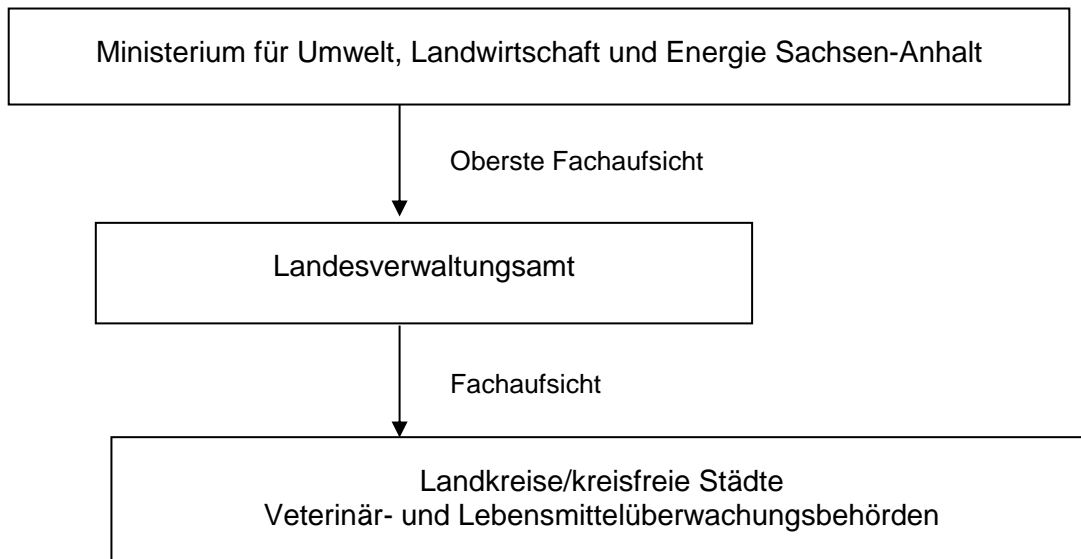 Ministerium für Umwelt, Landwirtschaft und Energie Sachsen-Anhalt
Oberste Fachaufsicht
Landesverwaltungsamt
Fachaufsicht
Landkreise/kreisfreie Städte
Veterinär- und Lebensmittelüberwachungsbehörden